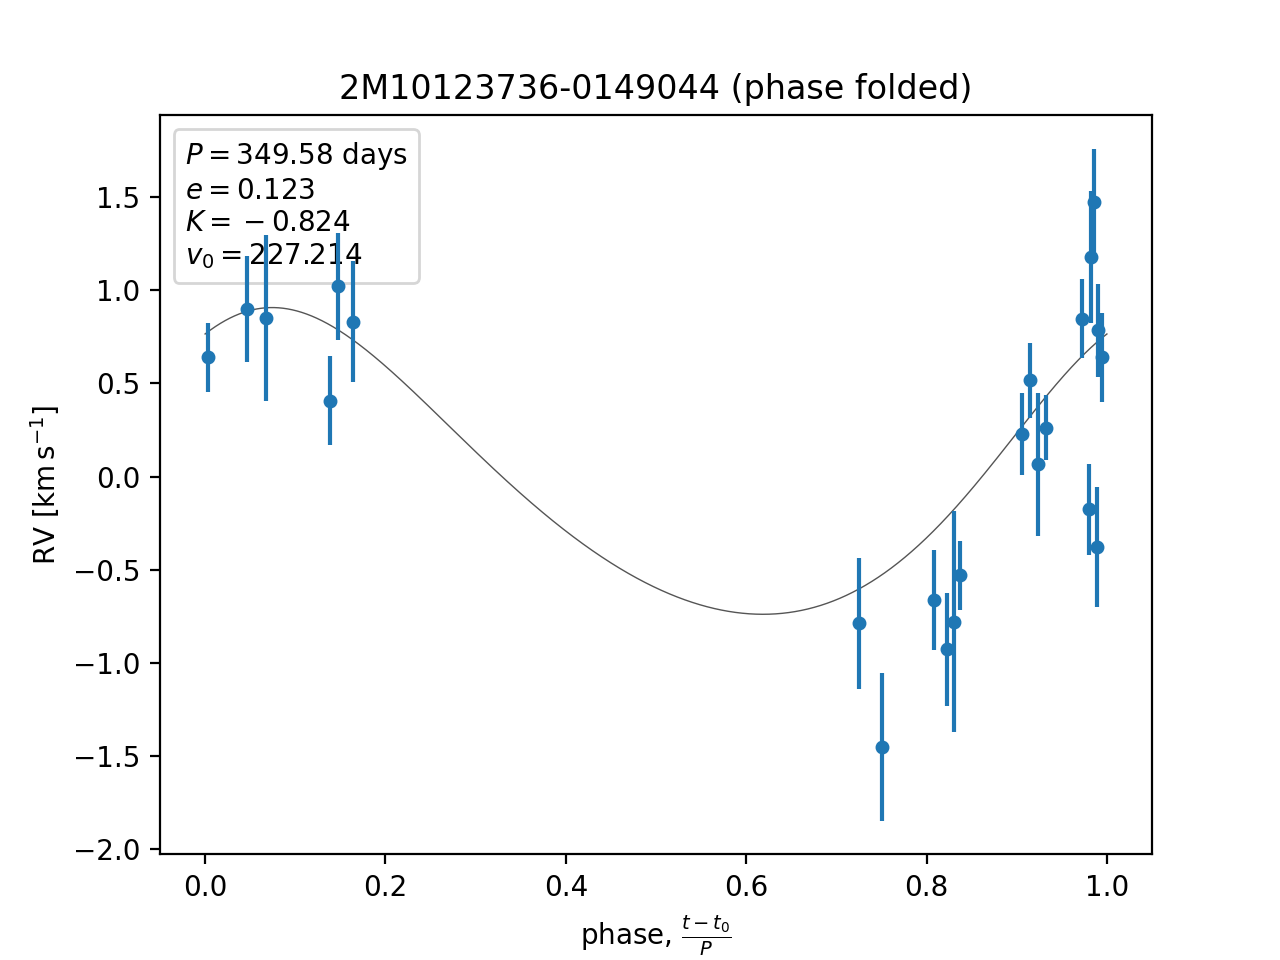 2M10123736-0149044 (phase folded)
P = 349.58 days
e = 0.123
K = −0.824
v₀ = 227.214
RV [km s⁻¹]
1.5
1.0
0.5
0.0
−0.5
−1.0
−1.5
−2.0
0.0 0.2 0.4 0.6 0.8 1.0
phase, (t − t₀)/P